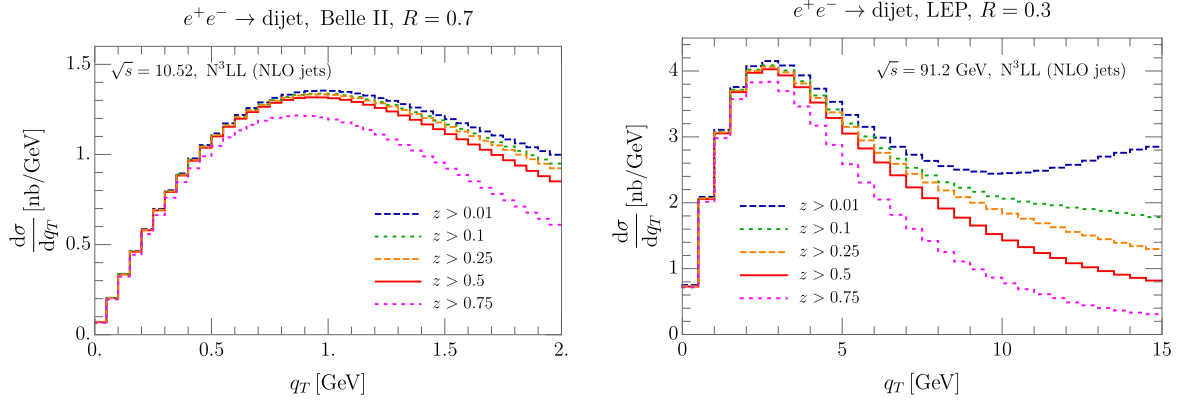 e⁺e⁻ → dijet, Belle II, R = 0.7
√s = 10.52, N³LL (NLO jets)
dσ/dq_T [nb/GeV]
1.5
1.
0.5
0.
z > 0.01
z > 0.1
z > 0.25
z > 0.5
z > 0.75
0. 0.5 1. 1.5 2.
q_T [GeV]
e⁺e⁻ → dijet, LEP, R = 0.3
√s = 91.2 GeV, N³LL (NLO jets)
dσ/dq_T [nb/GeV]
4
3
2
1
0
z > 0.01
z > 0.1
z > 0.25
z > 0.5
z > 0.75
0 5 10 15
q_T [GeV]